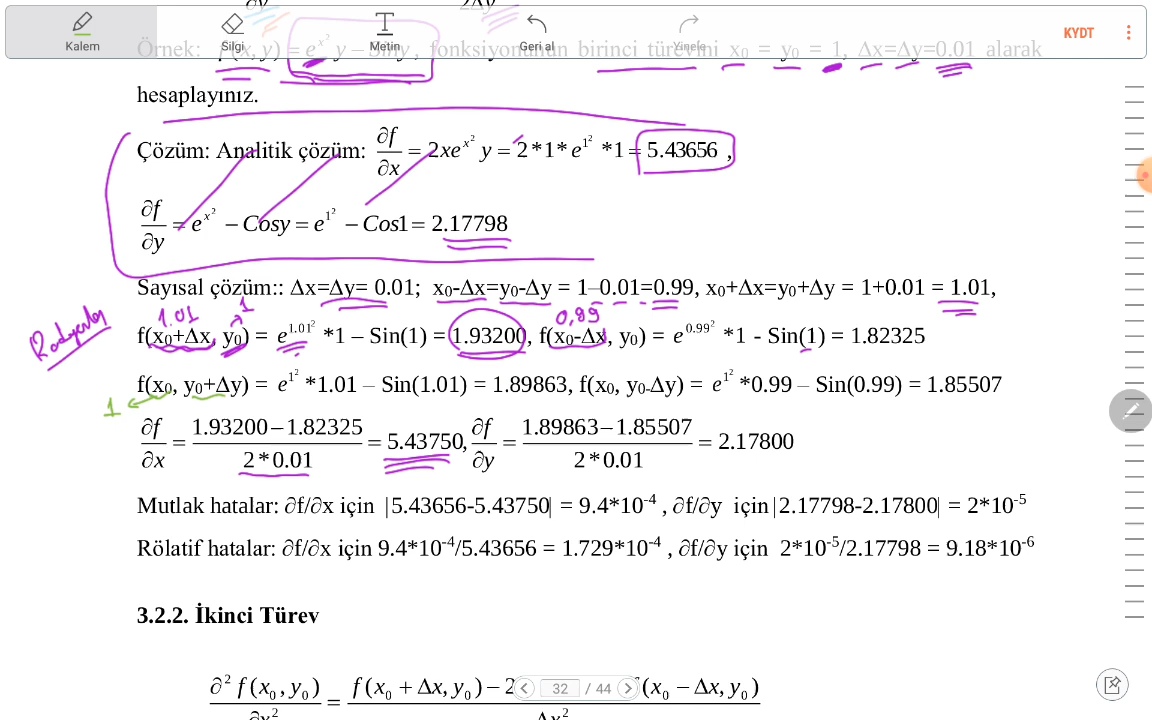 Kalem Silgi Metin Geri al Yinele KYDT
Örnek: f(x, y) = e^x² y – Siny, fonksiyonunun birinci türevini x₀ = y₀ = 1, Δx=Δy=0.01 alarak
hesaplayınız.
Çözüm: Analitik çözüm: ∂f/∂x = 2xe^x² y = 2*1*e^1² *1 = 5.43656 ,
∂f/∂y = e^x² – Cosy = e^1² – Cos1 = 2.17798
Sayısal çözüm:: Δx=Δy= 0.01; x₀-Δx=y₀-Δy = 1–0.01=0.99, x₀+Δx=y₀+Δy = 1+0.01 = 1.01,
Radyanla 1.01 1 0,99
f(x₀+Δx, y₀) = e^1.01² *1 – Sin(1) = 1.93200, f(x₀-Δx, y₀) = e^0.99² *1 - Sin(1) = 1.82325
f(x₀, y₀+Δy) = e^1² *1.01 – Sin(1.01) = 1.89863, f(x₀, y₀-Δy) = e^1² *0.99 – Sin(0.99) = 1.85507
1
∂f/∂x = (1.93200–1.82325)/(2*0.01) = 5.43750, ∂f/∂y = (1.89863–1.85507)/(2*0.01) = 2.17800
Mutlak hatalar: ∂f/∂x için |5.43656-5.43750| = 9.4*10⁻⁴ , ∂f/∂y için |2.17798-2.17800| = 2*10⁻⁵
Rölatif hatalar: ∂f/∂x için 9.4*10⁻⁴/5.43656 = 1.729*10⁻⁴ , ∂f/∂y için 2*10⁻⁵/2.17798 = 9.18*10⁻⁶
3.2.2. İkinci Türev
∂²f(x₀, y₀)/∂x² = f(x₀ + Δx, y₀) – 2 (x₀ – Δx, y₀)/Δx²
32 / 44